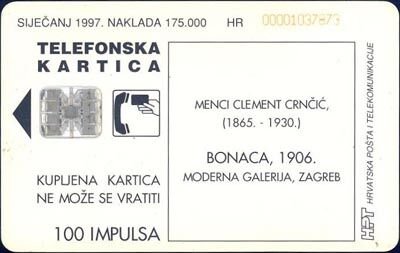 SIJEČANJ 1997. NAKLADA 175.000 HR 00001037873
TELEFONSKA
KARTICA
KUPLJENA KARTICA
NE MOŽE SE VRATITI
100 IMPULSA
MENCI CLEMENT CRNČIĆ,
(1865. - 1930.)
BONACA, 1906.
MODERNA GALERIJA, ZAGREB
HPT HRVATSKA POŠTA I TELEKOMUNIKACIJE